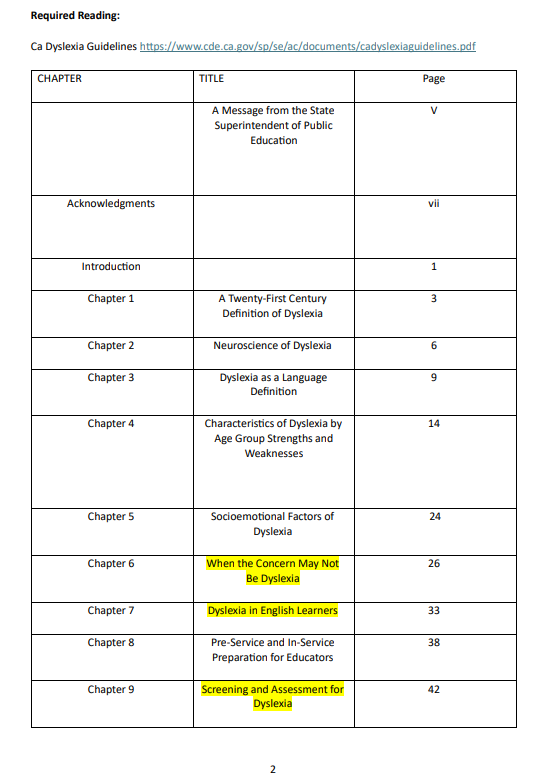 Required Reading:
Ca Dyslexia Guidelines https://www.cde.ca.gov/sp/se/ac/documents/cadyslexiaguidelines.pdf
CHAPTER TITLE Page
A Message from the State V
Superintendent of Public
Education
Acknowledgments vii
Introduction 1
Chapter 1 A Twenty-First Century 3
Definition of Dyslexia
Chapter 2 Neuroscience of Dyslexia 6
Chapter 3 Dyslexia as a Language 9
Definition
Chapter 4 Characteristics of Dyslexia by 14
Age Group Strengths and
Weaknesses
Chapter 5 Socioemotional Factors of 24
Dyslexia
Chapter 6 When the Concern May Not 26
Be Dyslexia
Chapter 7 Dyslexia in English Learners 33
Chapter 8 Pre-Service and In-Service 38
Preparation for Educators
Chapter 9 Screening and Assessment for 42
Dyslexia
2